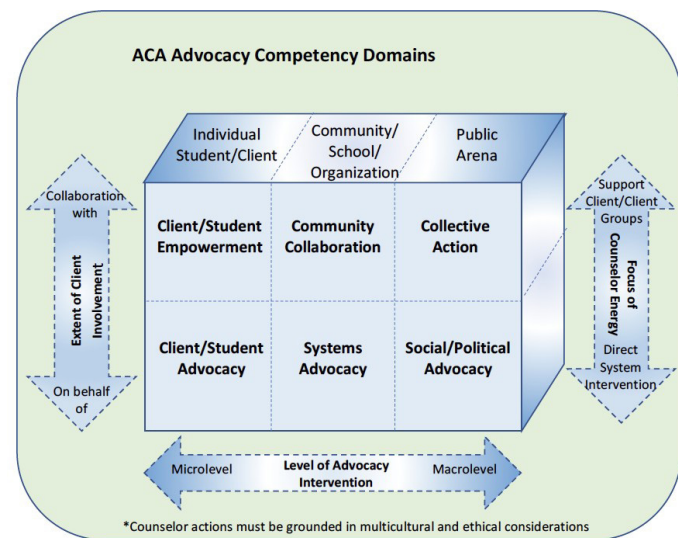 ACA Advocacy Competency Domains
Individual
Student/Client
Community/
School/
Organization
Public
Arena
Collaboration
with
Extent of Client
Involvement
On behalf
of
Client/Student
Empowerment
Community
Collaboration
Collective
Action
Client/Student
Advocacy
Systems
Advocacy
Social/Political
Advocacy
Support
Client/Client
Groups
Focus of
Counselor Energy
Direct
System
Intervention
Microlevel
Level of Advocacy
Intervention
Macrolevel
*Counselor actions must be grounded in multicultural and ethical considerations